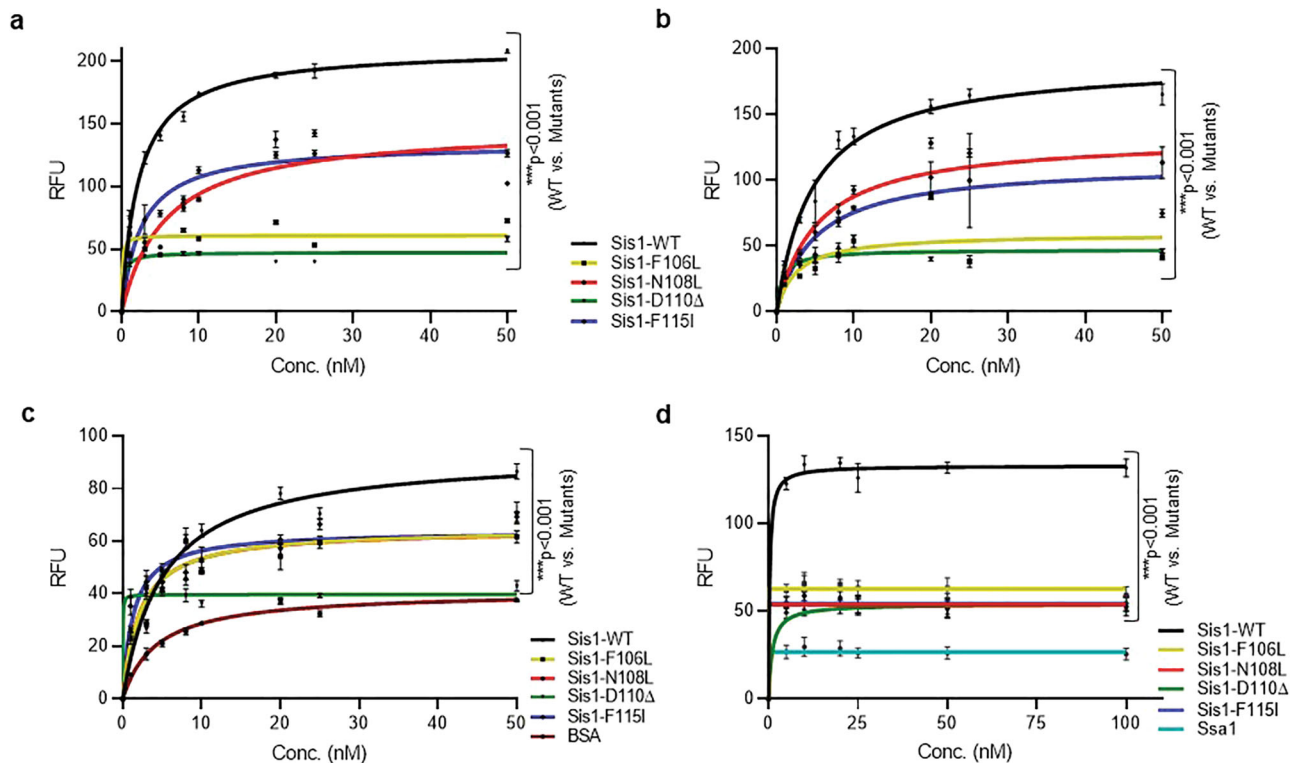 a
b
200
150
100
50
0
RFU
0
10
20
30
40
50
Conc. (nM)
***p<0.001
(WT vs. Mutants)
Sis1-WT
Sis1-F106L
Sis1-N108L
Sis1-D110Δ
Sis1-F115I
200
150
100
50
0
RFU
0
10
20
30
40
50
Conc. (nM)
***p<0.001
(WT vs. Mutants)
c
d
100
80
60
40
20
0
RFU
0
10
20
30
40
50
Conc. (nM)
***p<0.001
(WT vs. Mutants)
Sis1-WT
Sis1-F106L
Sis1-N108L
Sis1-D110Δ
Sis1-F115I
BSA
150
100
50
0
RFU
0
25
50
75
100
Conc. (nM)
***p<0.001
(WT vs. Mutants)
Sis1-WT
Sis1-F106L
Sis1-N108L
Sis1-D110Δ
Sis1-F115I
Ssa1